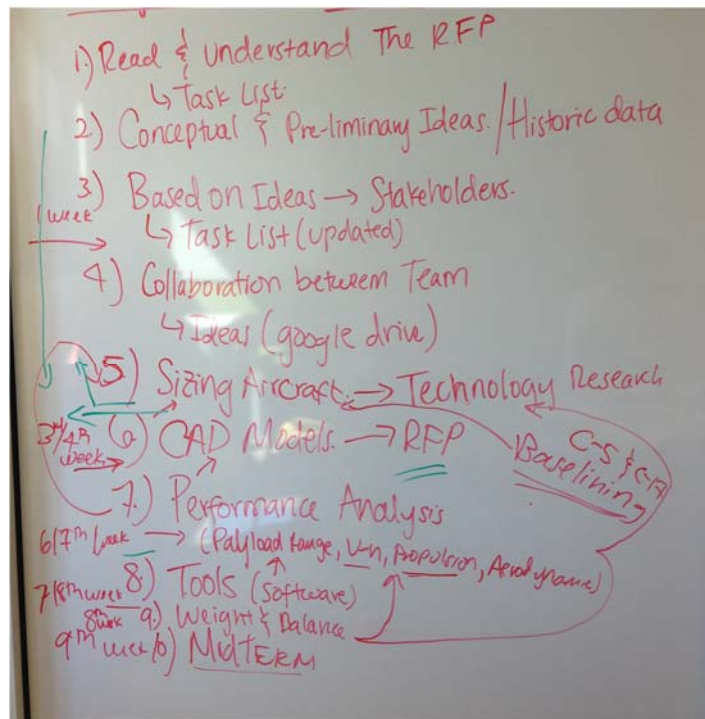 1.) Read & Understand The RFP
↳ Task List.
2) Conceptual & Pre-liminary Ideas. / Historic data
3) Based on Ideas → Stakeholders.
1 week
↳ Task List (updated)
4) Collaboration between Team
↳ Ideas (google drive)
5) Sizing Aircraft. → Technology Research
3rd/4th week
6) CAD Models. → RFP
C-5 & C-17
Baselining
7.) Performance Analysis
6/7th week → (Payload range, V-n, Propulsion, Aerodynamic)
7/8th week 8.) Tools (Software)
8th week 9.) Weight & Balance
9th week 10) MidTERM